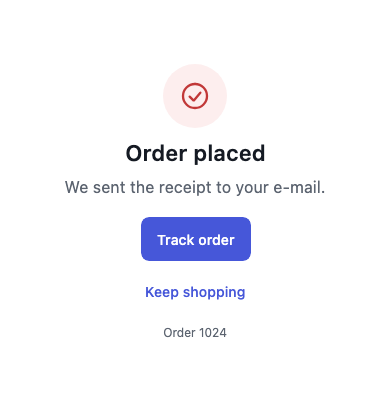 Order placed
We sent the receipt to your e-mail.
Track order
Keep shopping
Order 1024